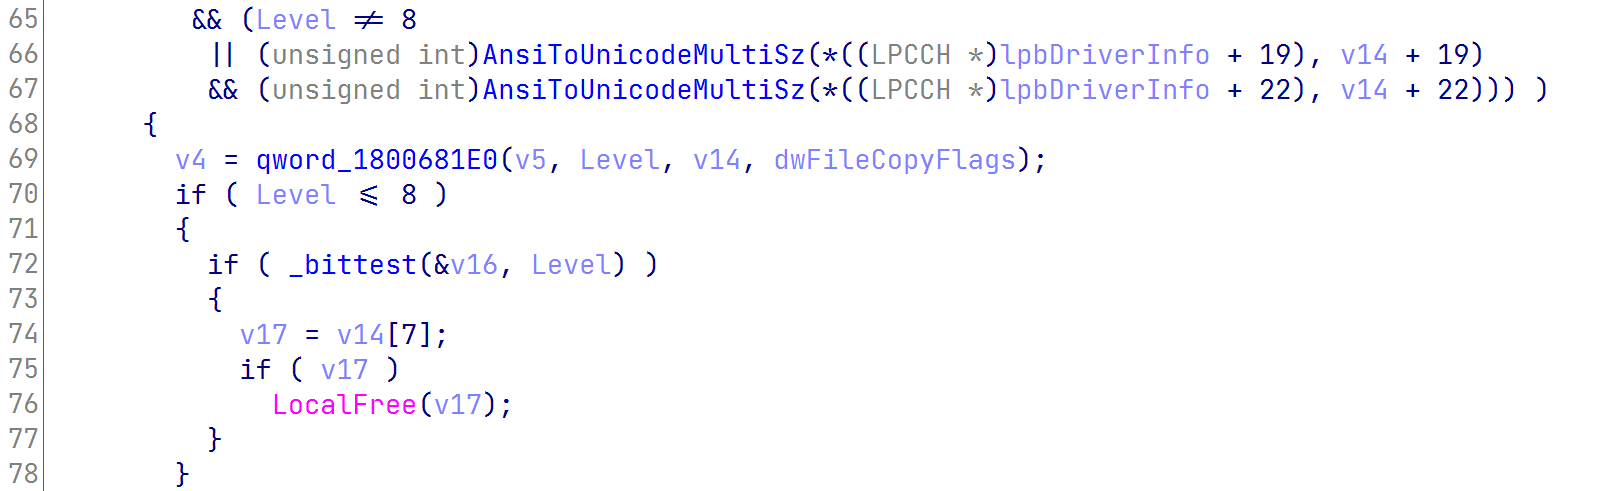 65 && (Level ≠ 8
66 || (unsigned int)AnsiToUnicodeMultiSz(*((LPCCH *)lpbDriverInfo + 19), v14 + 19)
67 && (unsigned int)AnsiToUnicodeMultiSz(*((LPCCH *)lpbDriverInfo + 22), v14 + 22))) )
68 {
69 v4 = qword_1800681E0(v5, Level, v14, dwFileCopyFlags);
70 if ( Level ≤ 8 )
71 {
72 if ( _bittest(&v16, Level) )
73 {
74 v17 = v14[7];
75 if ( v17 )
76 LocalFree(v17);
77 }
78 }